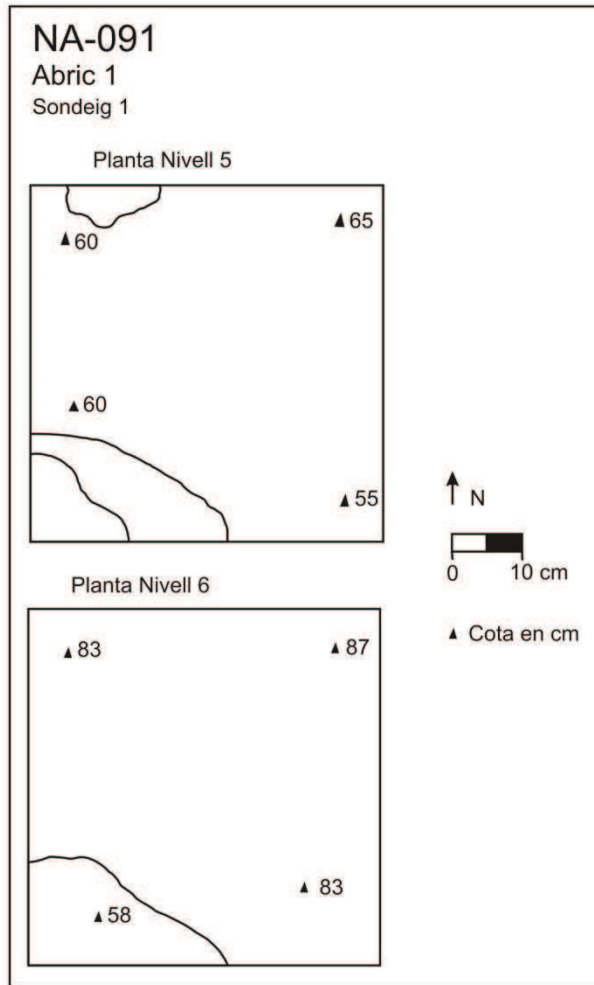 NA-091
Abric 1
Sondeig 1
Planta Nivell 5
65
60
60
55
N
0 10 cm
Planta Nivell 6
Cota en cm
83
87
83
58